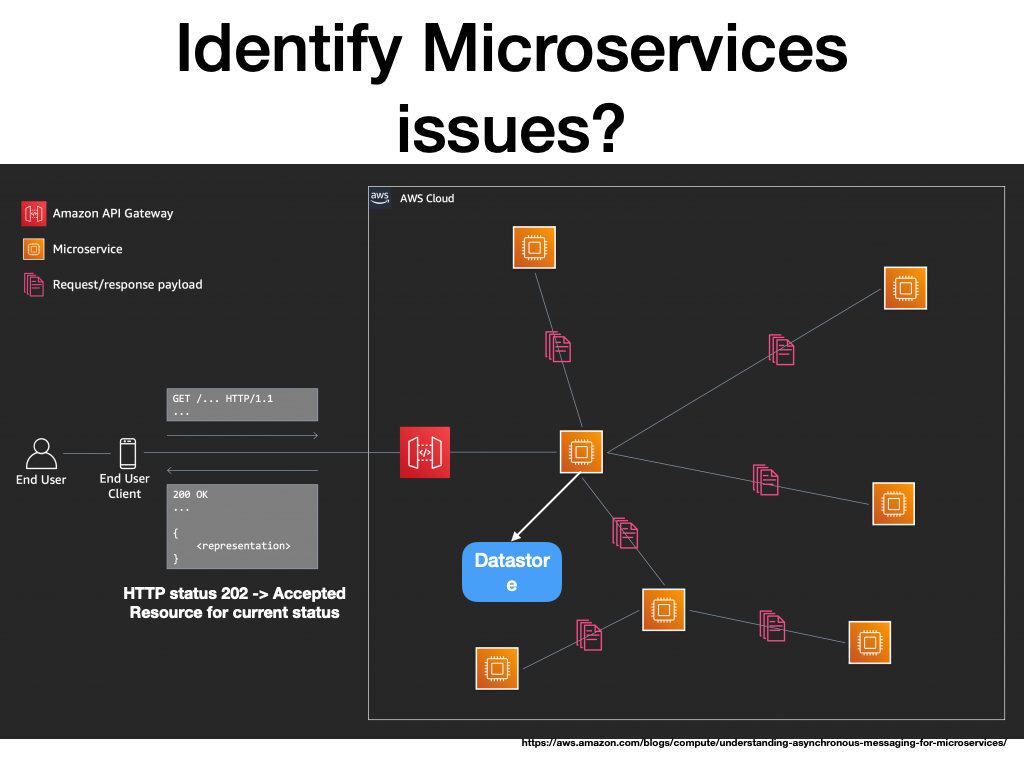 Identify Microservices
issues?
Amazon API Gateway
Microservice
Request/response payload
aws
AWS Cloud
GET /... HTTP/1.1
...
End User
End User
Client
200 OK
...
{
<representation>
}
HTTP status 202 -> Accepted
Resource for current status
Datastor
e
https://aws.amazon.com/blogs/compute/understanding-asynchronous-messaging-for-microservices/